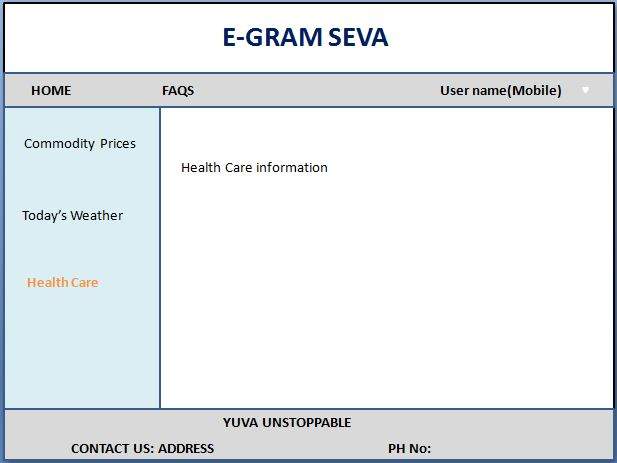 E-GRAM SEVA
HOME FAQS User name(Mobile)
Commodity Prices
Health Care information
Today's Weather
Health Care
YUVA UNSTOPPABLE
CONTACT US: ADDRESS PH No: